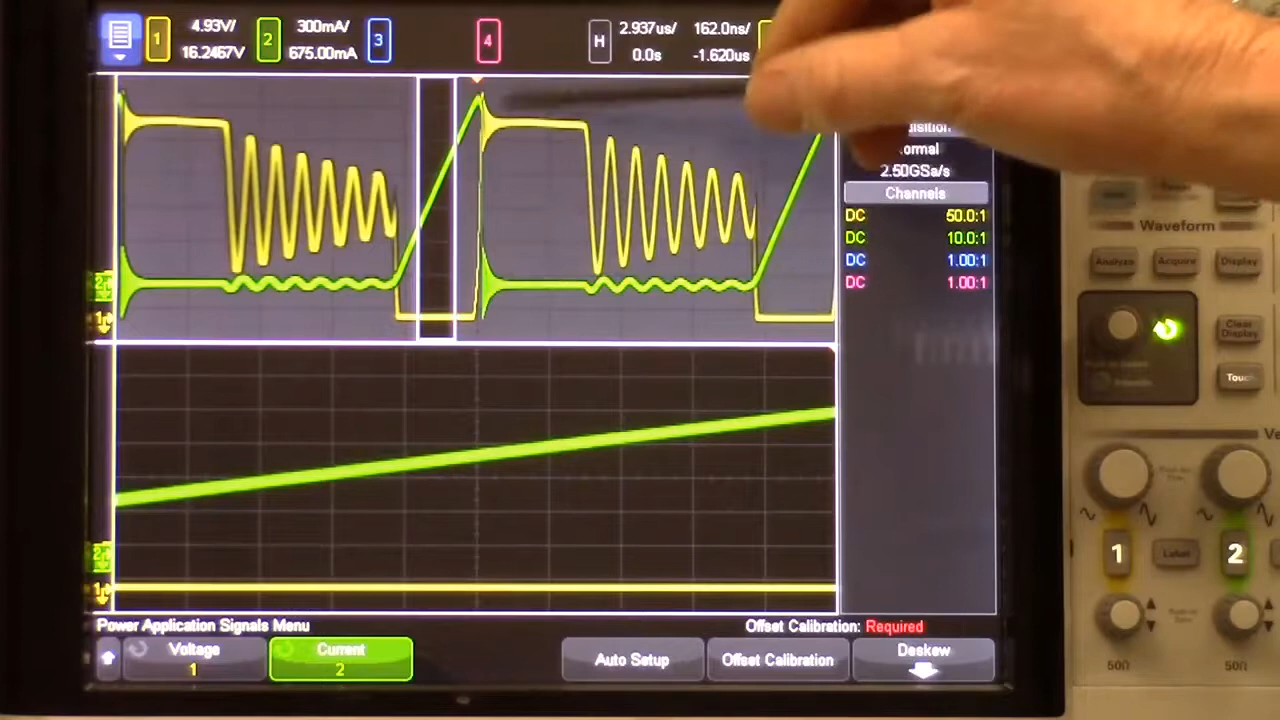 1 4.93V/ 2 300mA/ 3 4 H 2.937us/ 162.0ns/
16.2467V 675.00mA 0.0s -1.620us
ormal
2.50GSa/s
Channels
DC 50.0:1
DC 10.0:1
DC 1.00:1
DC 1.00:1
Waveform
Analyze Acquire Display
Clear
Display
Touch
1 Label 2
50Ω 50Ω
Power Application Signals Menu Offset Calibration: Required
Voltage Current Auto Setup Offset Calibration Deskew
1 2